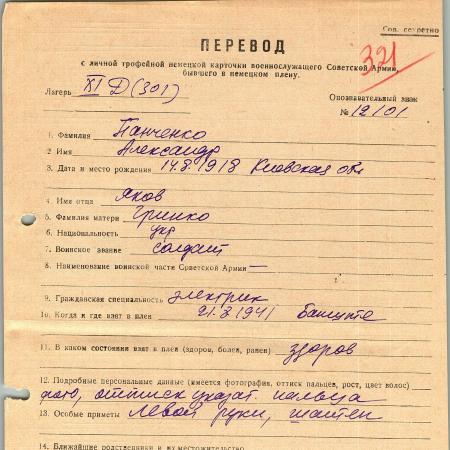 Сов. секретно
ПЕРЕВОД
321
с личной трофейной немецкой карточки военнослужащего Советской Армии,
бывшего в немецком плену.
Лагерь XI Д (301)
Опознавательный знак
№ 12101
1. Фамилия Панченко
2. Имя Александр
3. Дата и место рождения 14.8.1918 Киевская обл
4. Имя отца Яков
5. Фамилия матери Гринко
6. Национальность укр
7. Воинское звание солдат
8. Наименование воинской части Советской Армии —
9. Гражданская специальность электрик
10. Когда и где взят в плен 21.8.1941
11. В каком состоянии взят в плен (здоров, болен, ранен) здоров
12. Подробные персональные данные (имеется фотография, оттиск пальцев, рост, цвет волос)
фото, оттиск указат. пальца
13. Особые приметы левой руки, шатен
14. Ближайшие родственники и их местожительство